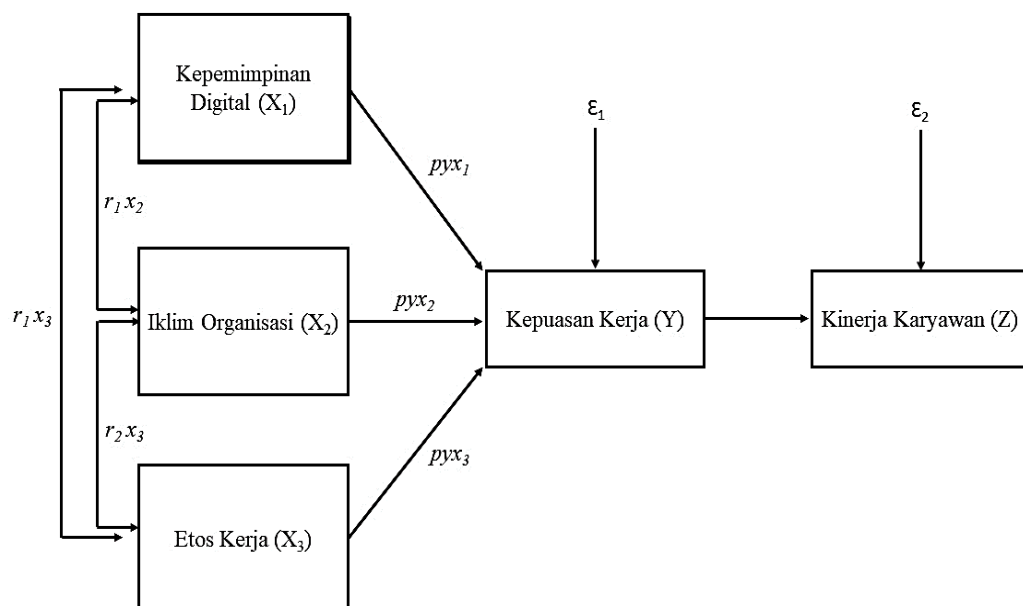 Kepemimpinan
Digital (X₁)
ε₁
ε₂
pyx₁
r₁x₂
r₁x₃
Iklim Organisasi (X₂)
pyx₂
Kepuasan Kerja (Y)
Kinerja Karyawan (Z)
r₂x₃
pyx₃
Etos Kerja (X₃)